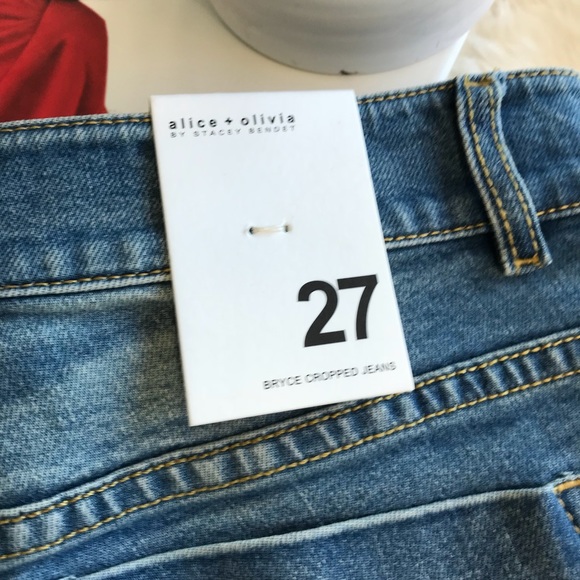 alice + olivia
BY STACEY BENDET
27
BRYCE CROPPED JEANS